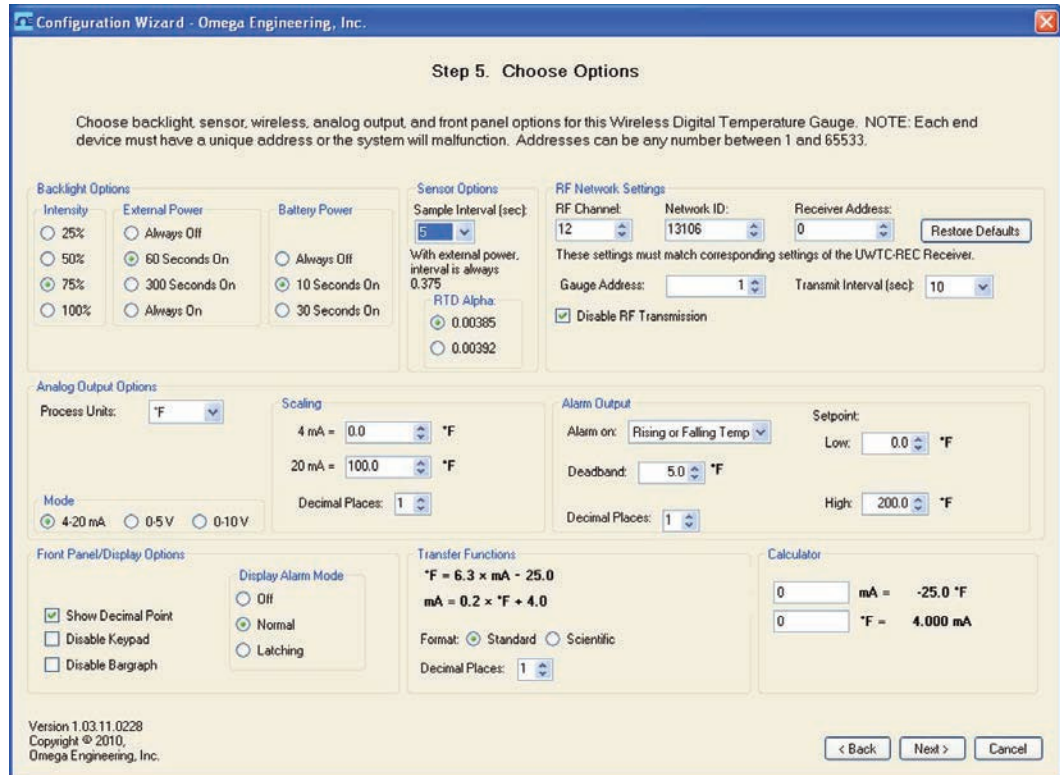 Configuration Wizard - Omega Engineering, Inc.
Step 5. Choose Options
Choose backlight, sensor, wireless, analog output, and front panel options for this Wireless Digital Temperature Gauge. NOTE: Each end
device must have a unique address or the system will malfunction. Addresses can be any number between 1 and 65533.
Backlight Options
Intensity
25%
50%
75%
100%
External Power
Always Off
60 Seconds On
300 Seconds On
Always On
Battery Power
Always Off
10 Seconds On
30 Seconds On
Sensor Options
Sample Interval (sec):
5
With external power,
interval is always
0.375
RTD Alpha:
0.00385
0.00392
RF Network Settings
RF Channel: Network ID: Receiver Address:
12 13106 0 Restore Defaults
These settings must match corresponding settings of the UWTC-REC Receiver.
Gauge Address: 1 Transmit Interval (sec): 10
Disable RF Transmission
Analog Output Options
Process Units: °F
Mode
4-20 mA 0-5 V 0-10 V
Scaling
4 mA = 0.0 °F
20 mA = 100.0 °F
Decimal Places: 1
Alarm Output
Alarm on: Rising or Falling Temp
Deadband: 5.0 °F
Decimal Places: 1
Setpoint:
Low: 0.0 °F
High: 200.0 °F
Front Panel/Display Options
Show Decimal Point
Disable Keypad
Disable Bargraph
Display Alarm Mode
Off
Normal
Latching
Transfer Functions
°F = 6.3 × mA - 25.0
mA = 0.2 × °F + 4.0
Format: Standard Scientific
Decimal Places: 1
Calculator
0 mA = -25.0 °F
0 °F = 4.000 mA
Version 1.03.11.0228
Copyright © 2010,
Omega Engineering, Inc.
< Back Next > Cancel